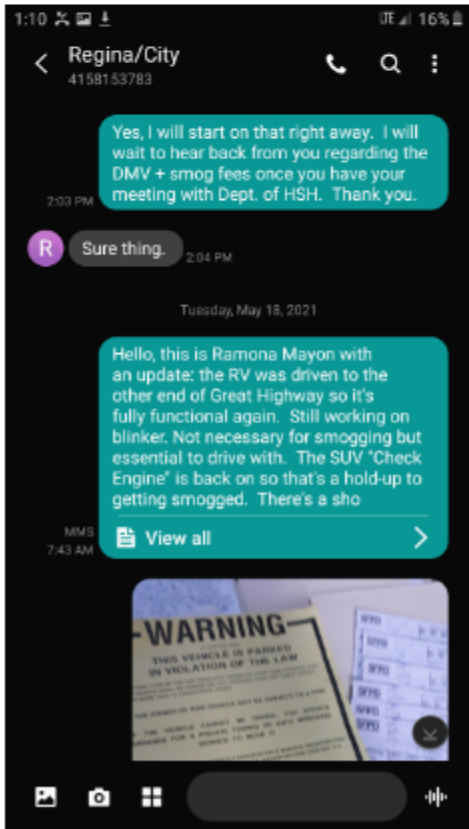 1:10 LTE 16%
Regina/City
4158153783
Yes, I will start on that right away. I will
wait to hear back from you regarding the
DMV + smog fees once you have your
meeting with Dept. of HSH. Thank you.
2:03 PM
R Sure thing. 2:04 PM
Tuesday, May 18, 2021
Hello, this is Ramona Mayon with
an update: the RV was driven to the
other end of Great Highway so it's
fully functional again. Still working on
blinker. Not necessary for smogging but
essential to drive with. The SUV "Check
Engine" is back on so that's a hold-up to
getting smogged. There's a sho
MMS
7:43 AM
View all
WARNING
THIS VEHICLE IS PARKED
IN VIOLATION OF THE LAW
SFPD
SFPD
SFPD
SFPD
SFPD